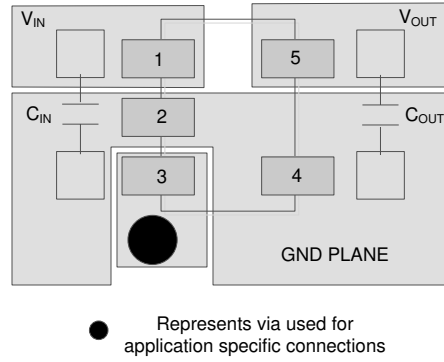 VIN
VOUT
1
5
CIN
2
COUT
3
4
GND PLANE
Represents via used for
application specific connections